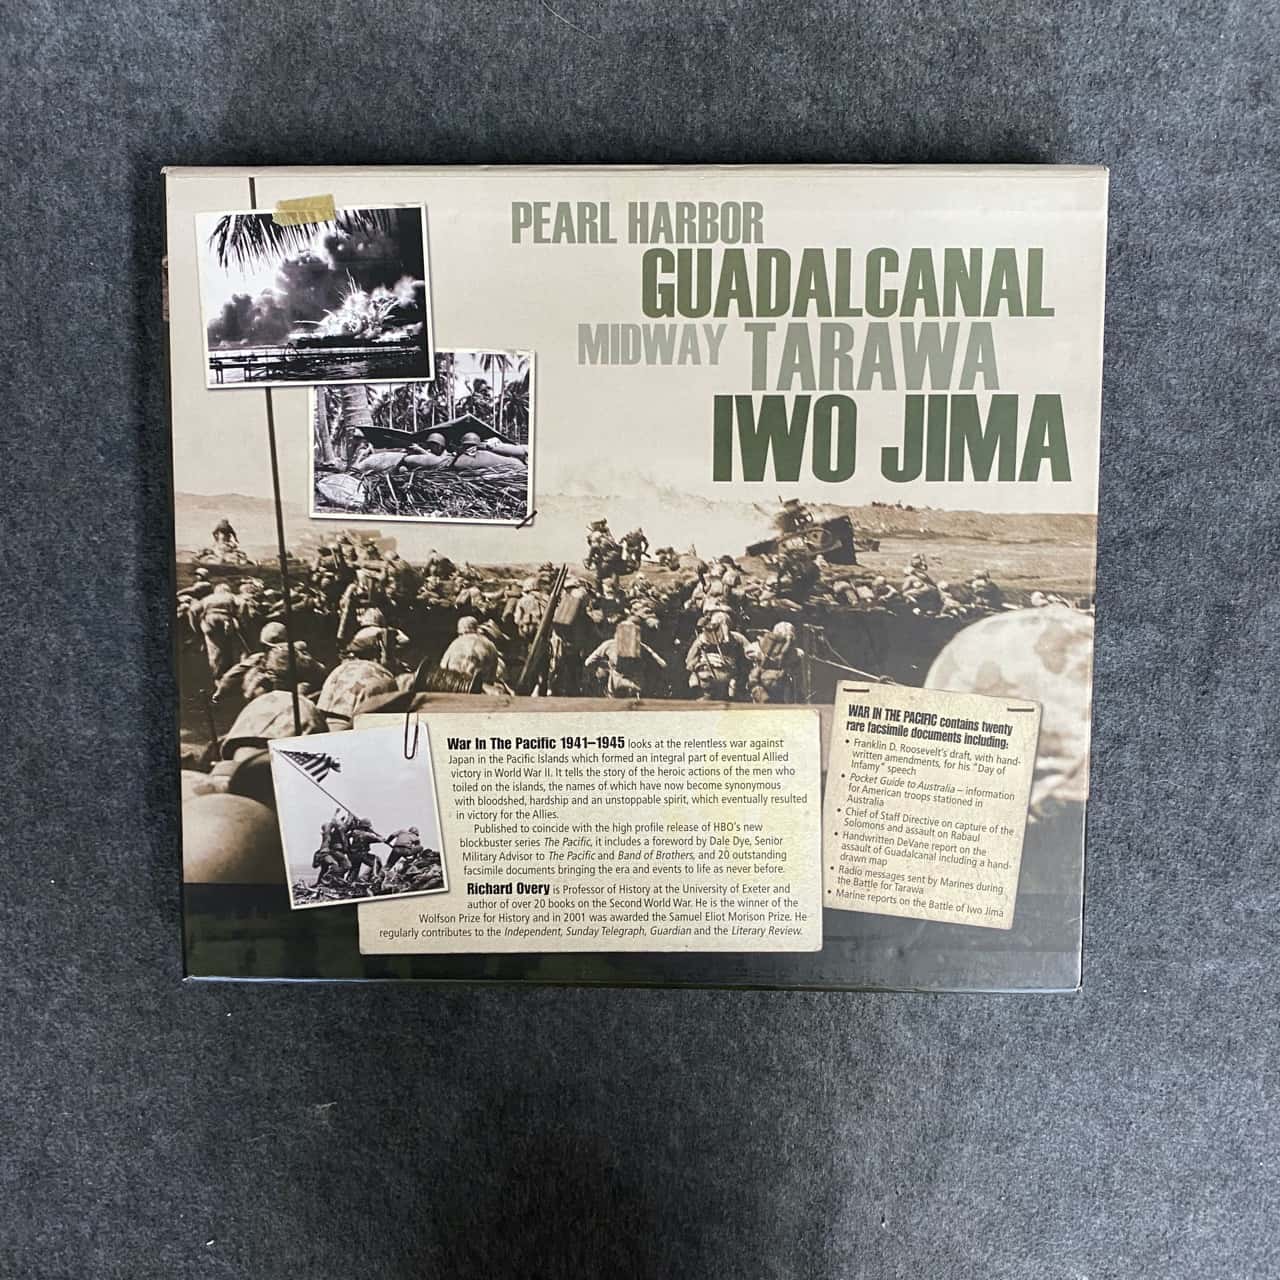 PEARL HARBOR
GUADALCANAL
MIDWAY TARAWA
IWO JIMA
War In The Pacific 1941–1945 looks at the relentless war against
Japan in the Pacific Islands which formed an integral part of eventual Allied
victory in World War II. It tells the story of the heroic actions of the men who
toiled on the islands, the names of which have now become synonymous
with bloodshed, hardship and an unstoppable spirit, which eventually resulted
in victory for the Allies.
Published to coincide with the high profile release of HBO's new
blockbuster series The Pacific, it includes a foreword by Dale Dye, Senior
Military Advisor to The Pacific and Band of Brothers, and 20 outstanding
facsimile documents bringing the era and events to life as never before.
Richard Overy is Professor of History at the University of Exeter and
author of over 20 books on the Second World War. He is the winner of the
Wolfson Prize for History and in 2001 was awarded the Samuel Eliot Morison Prize. He
regularly contributes to the Independent, Sunday Telegraph, Guardian and the Literary Review.
WAR IN THE PACIFIC contains twenty
rare facsimile documents including:
• Franklin D. Roosevelt's draft, with hand-
written amendments, for his "Day of
Infamy" speech
• Pocket Guide to Australia – information
for American troops stationed in
Australia
• Chief of Staff Directive on capture of the
Solomons and assault on Rabaul
• Handwritten DeVane report on the
assault of Guadalcanal including a hand-
drawn map
• Radio messages sent by Marines during
the Battle for Tarawa
• Marine reports on the Battle of Iwo Jima